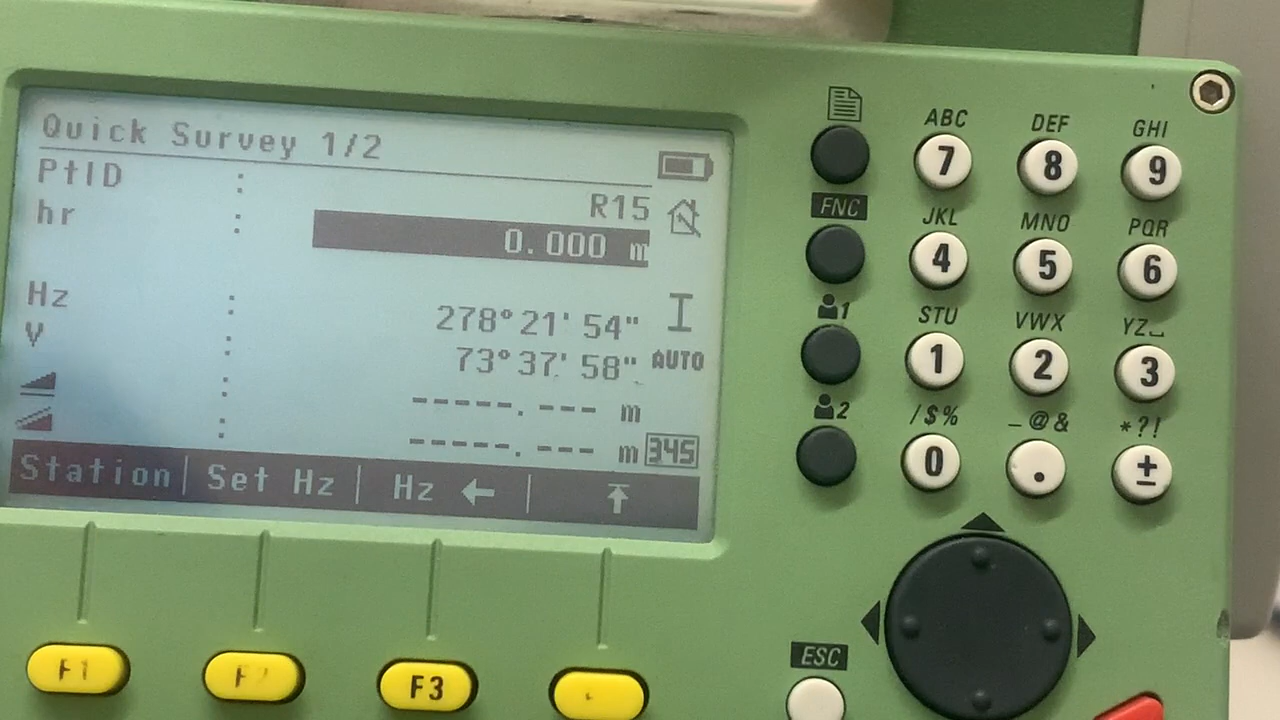 Quick Survey 1/2
PtID : R15
hr : 0.000 m
Hz : 278°21'54"
V : 73°37'58" AUTO
: -----.--- m
: -----.--- m 345
Station Set Hz Hz ←
F1 F3
FNC
1
2
ABC DEF GHI
7 8 9
JKL MNO PQR
4 5 6
STU VWX YZ
1 2 3
/$% _@& *?!
0 . ±
ESC